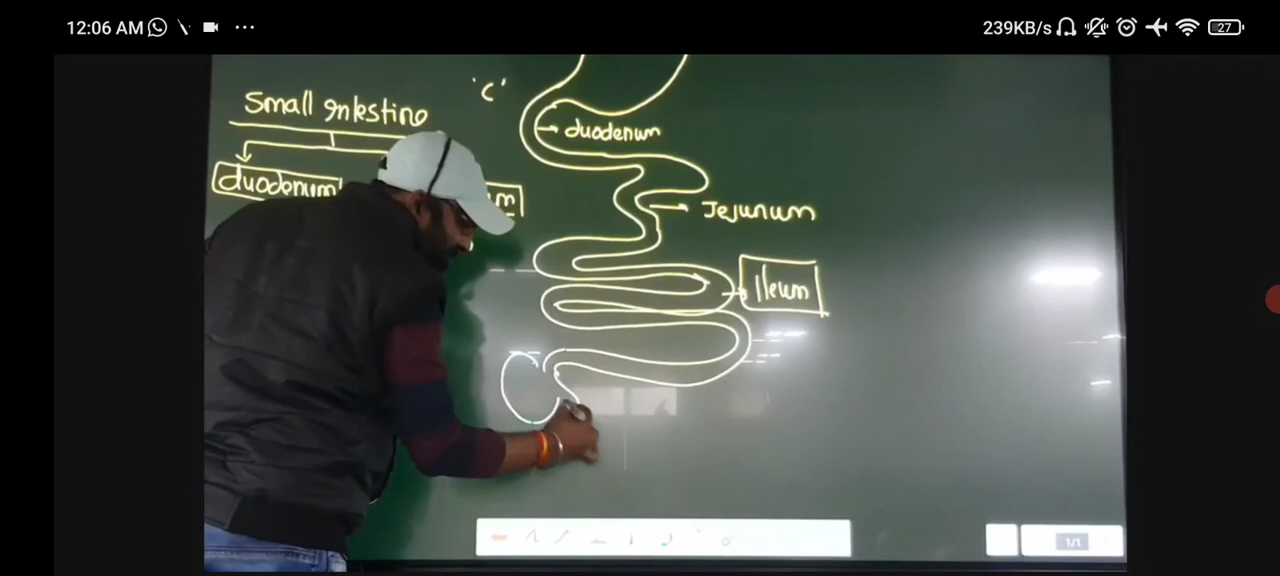 12:06 AM
239KB/s
27
'C'
Small intestine
duodenum
duodenum
m
Jejunum
Ileum
1/1